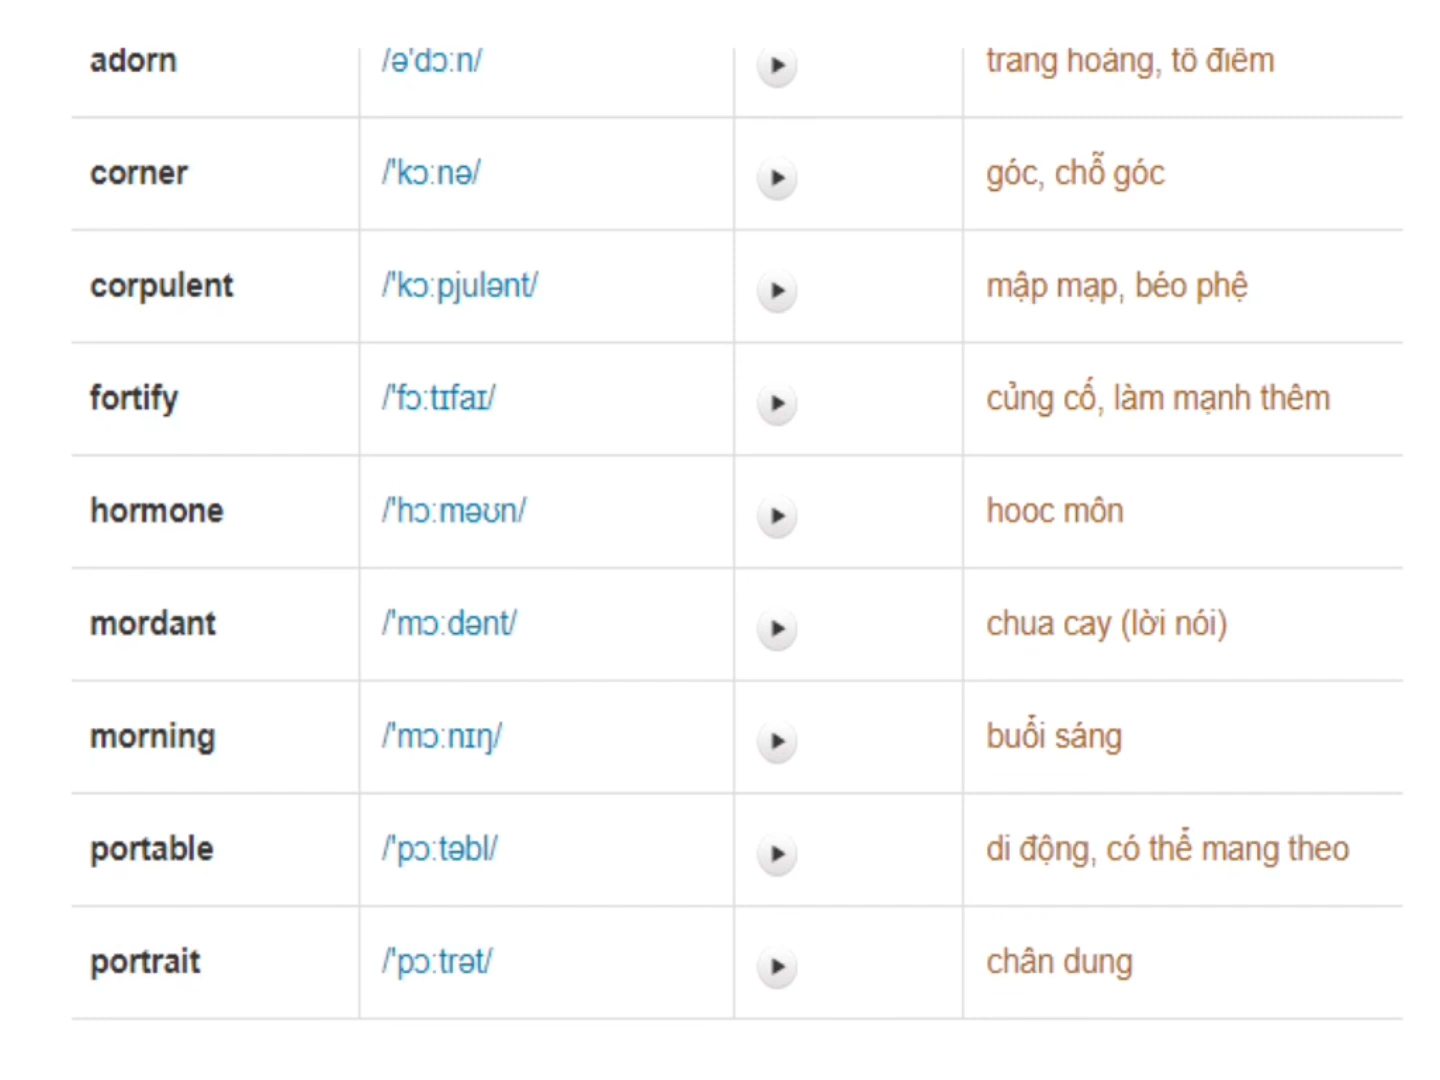 adorn /ə'dɔ:n/ trang hoàng, tô điểm
corner /'kɔ:nə/ góc, chỗ góc
corpulent /'kɔ:pjulənt/ mập mạp, béo phệ
fortify /'fɔ:tɪfaɪ/ củng cố, làm mạnh thêm
hormone /'hɔ:məʊn/ hooc môn
mordant /'mɔ:dənt/ chua cay (lời nói)
morning /'mɔ:nɪŋ/ buổi sáng
portable /'pɔ:təbl/ di động, có thể mang theo
portrait /'pɔ:trət/ chân dung